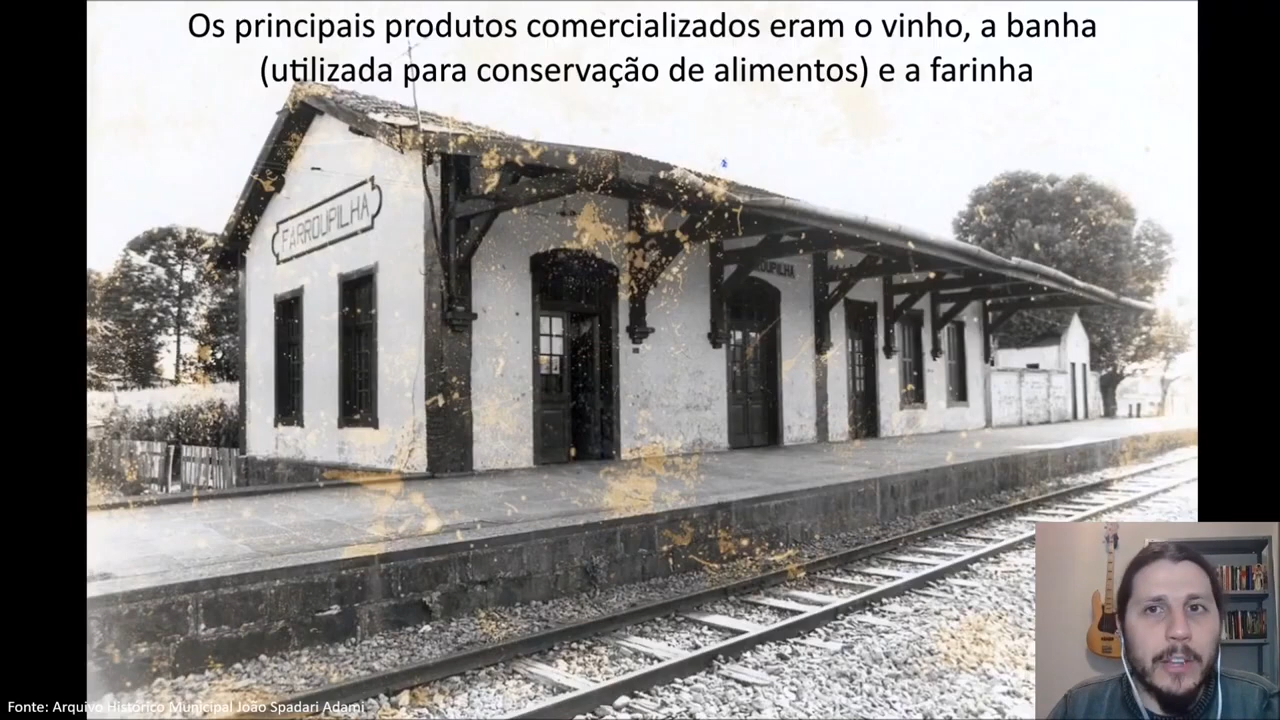 Os principais produtos comercializados eram o vinho, a banha
(utilizada para conservação de alimentos) e a farinha
FARROUPILHA
Fonte: Arquivo Histórico Municipal João Spadari Adami